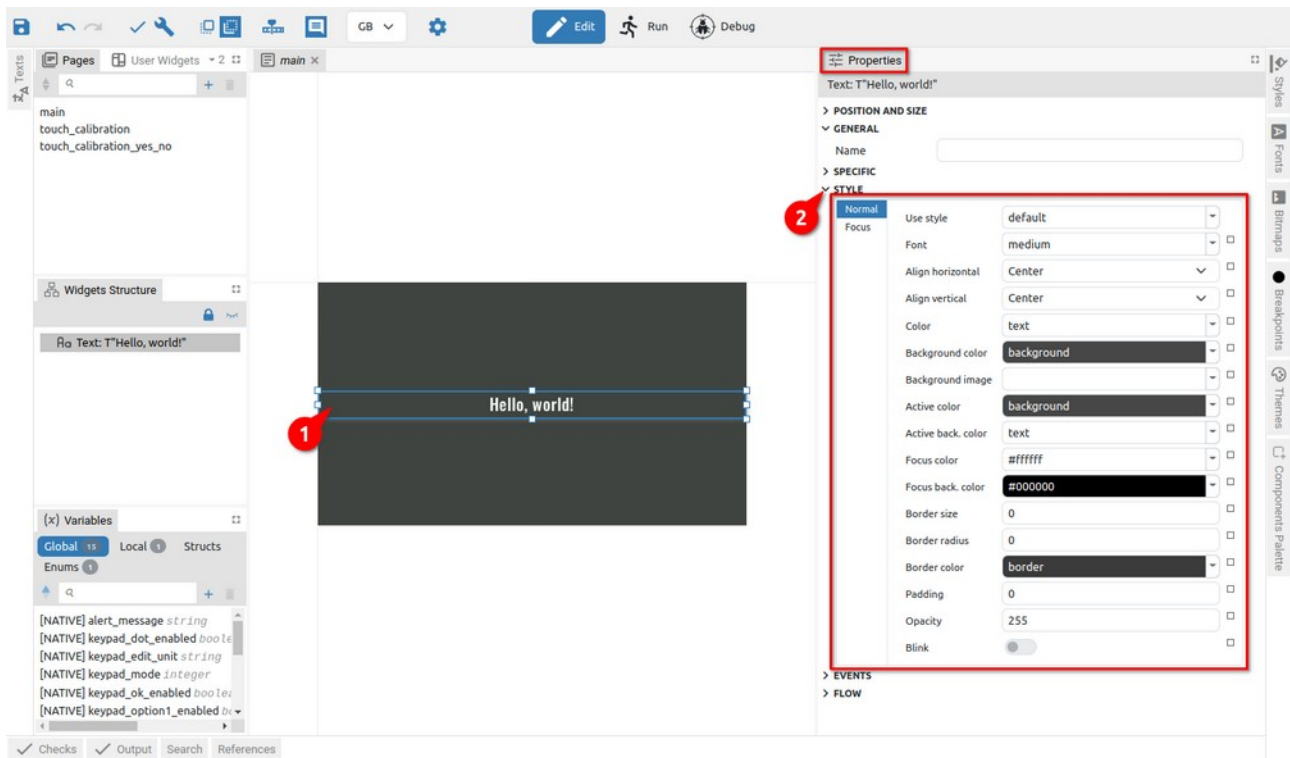 GB
Edit
Run
Debug
Texts
Pages
User Widgets
2
main
touch_calibration
touch_calibration_yes_no
Widgets Structure
Text: T"Hello, world!"
(x) Variables
Global 15 Local 1 Structs
Enums 1
[NATIVE] alert_message string
[NATIVE] keypad_dot_enabled boole
[NATIVE] keypad_edit_unit string
[NATIVE] keypad_mode integer
[NATIVE] keypad_ok_enabled boolea
[NATIVE] keypad_option1_enabled bo
Checks Output Search References
main
Hello, world!
1
Properties
Text: T"Hello, world!"
POSITION AND SIZE
GENERAL
Name
SPECIFIC
STYLE
2
Normal
Focus
Use style default
Font medium
Align horizontal Center
Align vertical Center
Color text
Background color background
Background image
Active color background
Active back. color text
Focus color #ffffff
Focus back. color #000000
Border size 0
Border radius 0
Border color border
Padding 0
Opacity 255
Blink
EVENTS
FLOW
Styles
Fonts
Bitmaps
Breakpoints
Themes
Components Palette